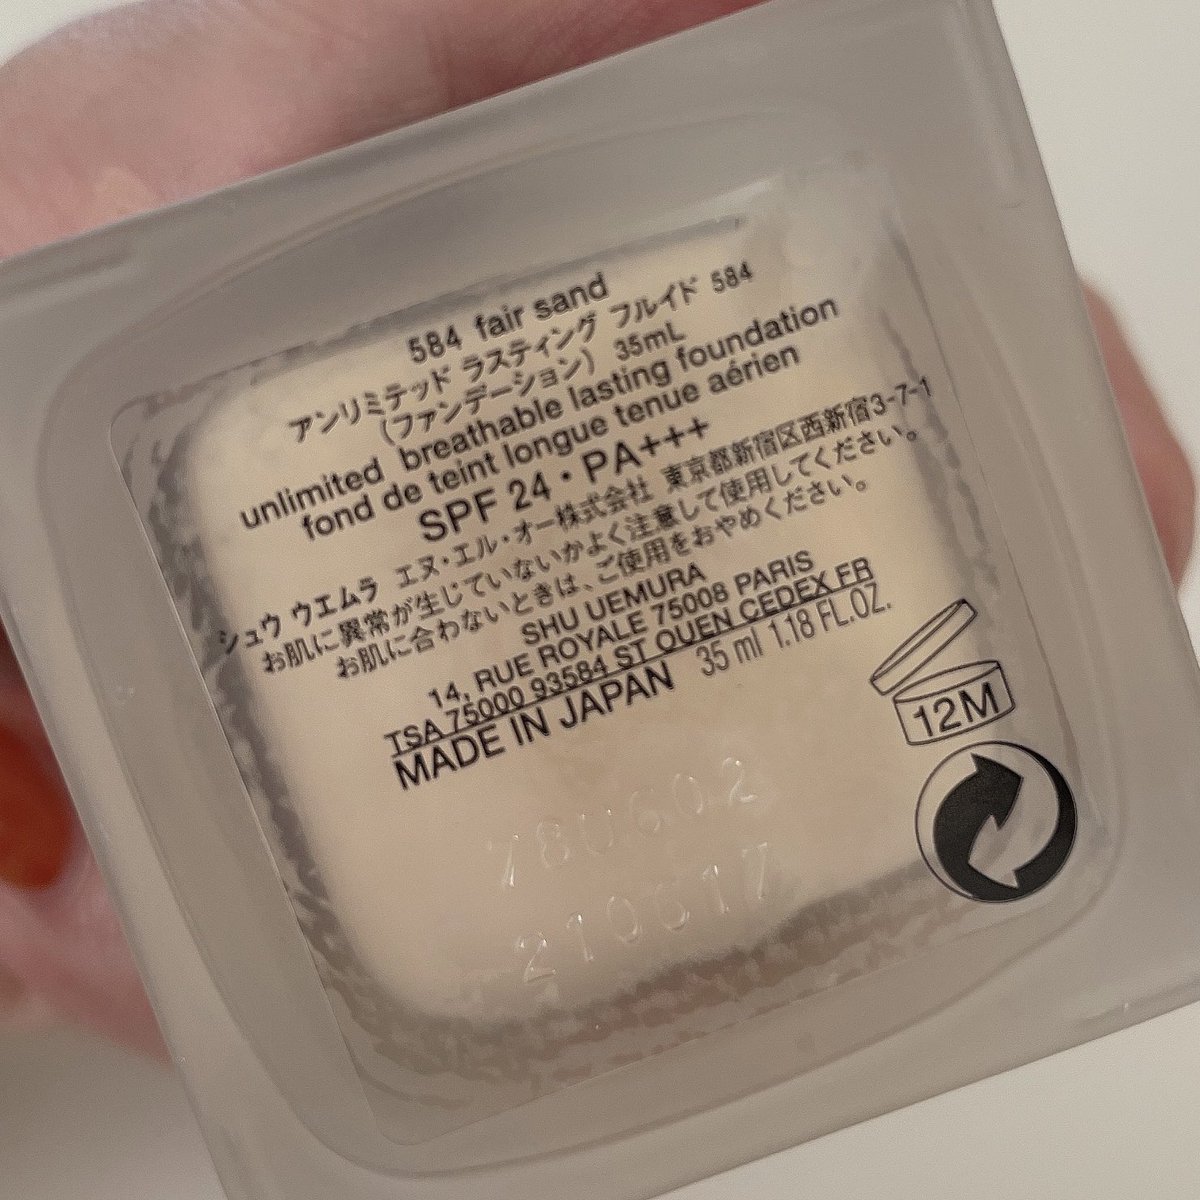 584 fair sand
アンリミテッド ラスティング フルイド 584
(ファンデーション) 35mL
unlimited breathable lasting foundation
fond de teint longue tenue aérien
SPF 24・PA+++
シュウ ウエムラ エヌ・エル・オー株式会社 東京都新宿区西新宿3-7-1
お肌に異常が生じていないかよく注意して使用してください。
お肌に合わないときは、ご使用をおやめください。
SHU UEMURA
14, RUE ROYALE 75008 PARIS
TSA 75000 93584 ST OUEN CEDEX FR
MADE IN JAPAN 35 ml 1.18 FL.OZ.
12M